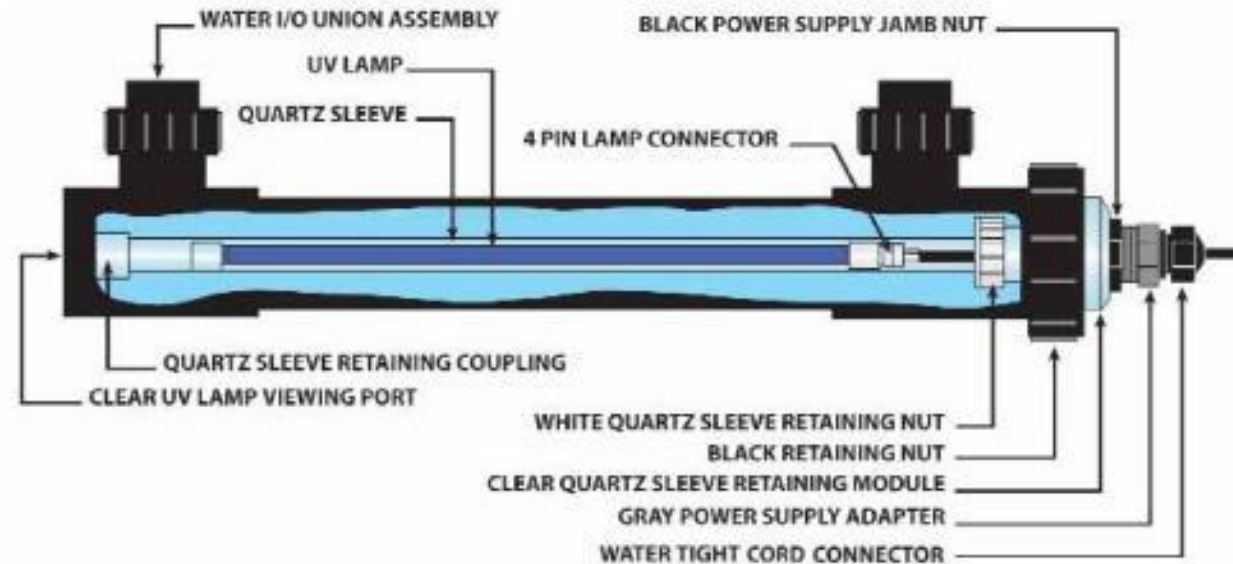 WATER I/O UNION ASSEMBLY
BLACK POWER SUPPLY JAMB NUT
UV LAMP
QUARTZ SLEEVE
4 PIN LAMP CONNECTOR
QUARTZ SLEEVE RETAINING COUPLING
CLEAR UV LAMP VIEWING PORT
WHITE QUARTZ SLEEVE RETAINING NUT
BLACK RETAINING NUT
CLEAR QUARTZ SLEEVE RETAINING MODULE
GRAY POWER SUPPLY ADAPTER
WATER TIGHT CORD CONNECTOR